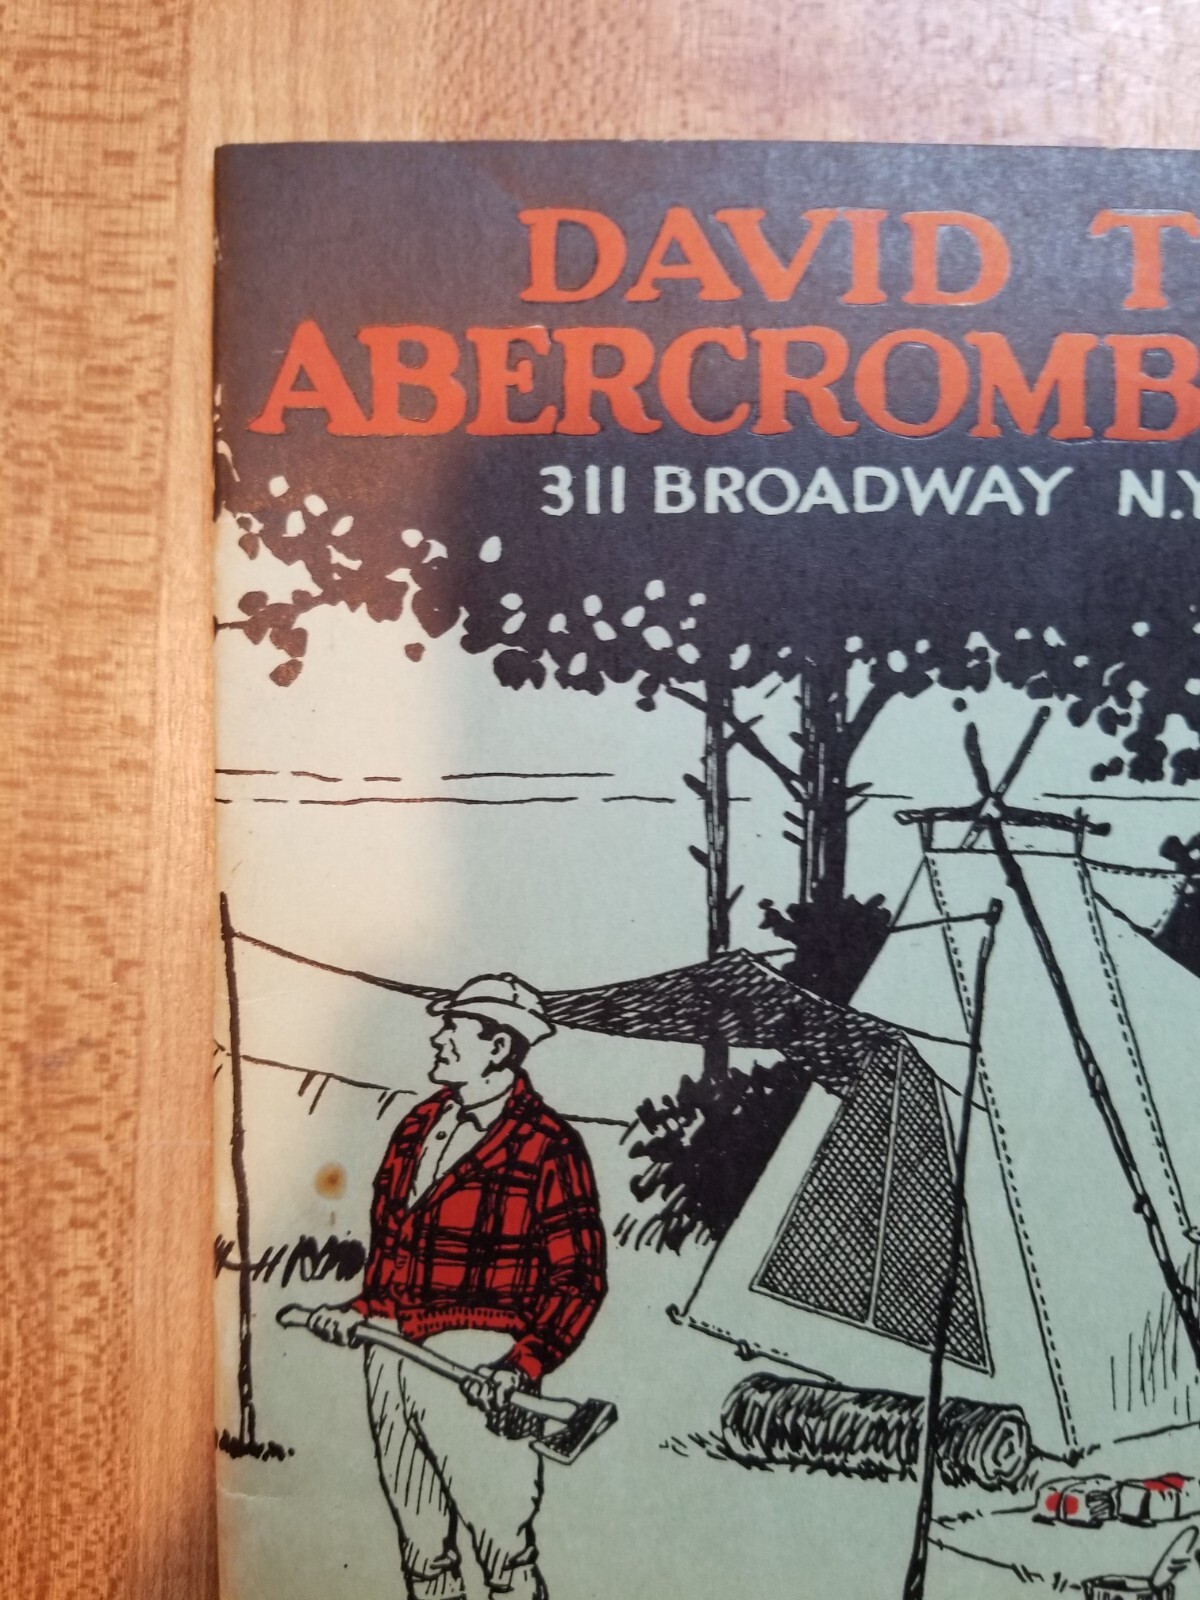 DAVID T
ABERCROMB
311 BROADWAY N.Y